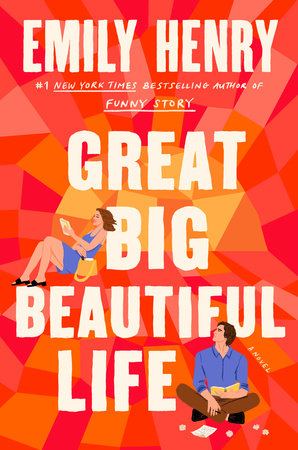 EMILY HENRY
#1 NEW YORK TIMES BESTSELLING AUTHOR OF
FUNNY STORY
GREAT
BIG
BEAUTIFUL
LIFE
A NOVEL